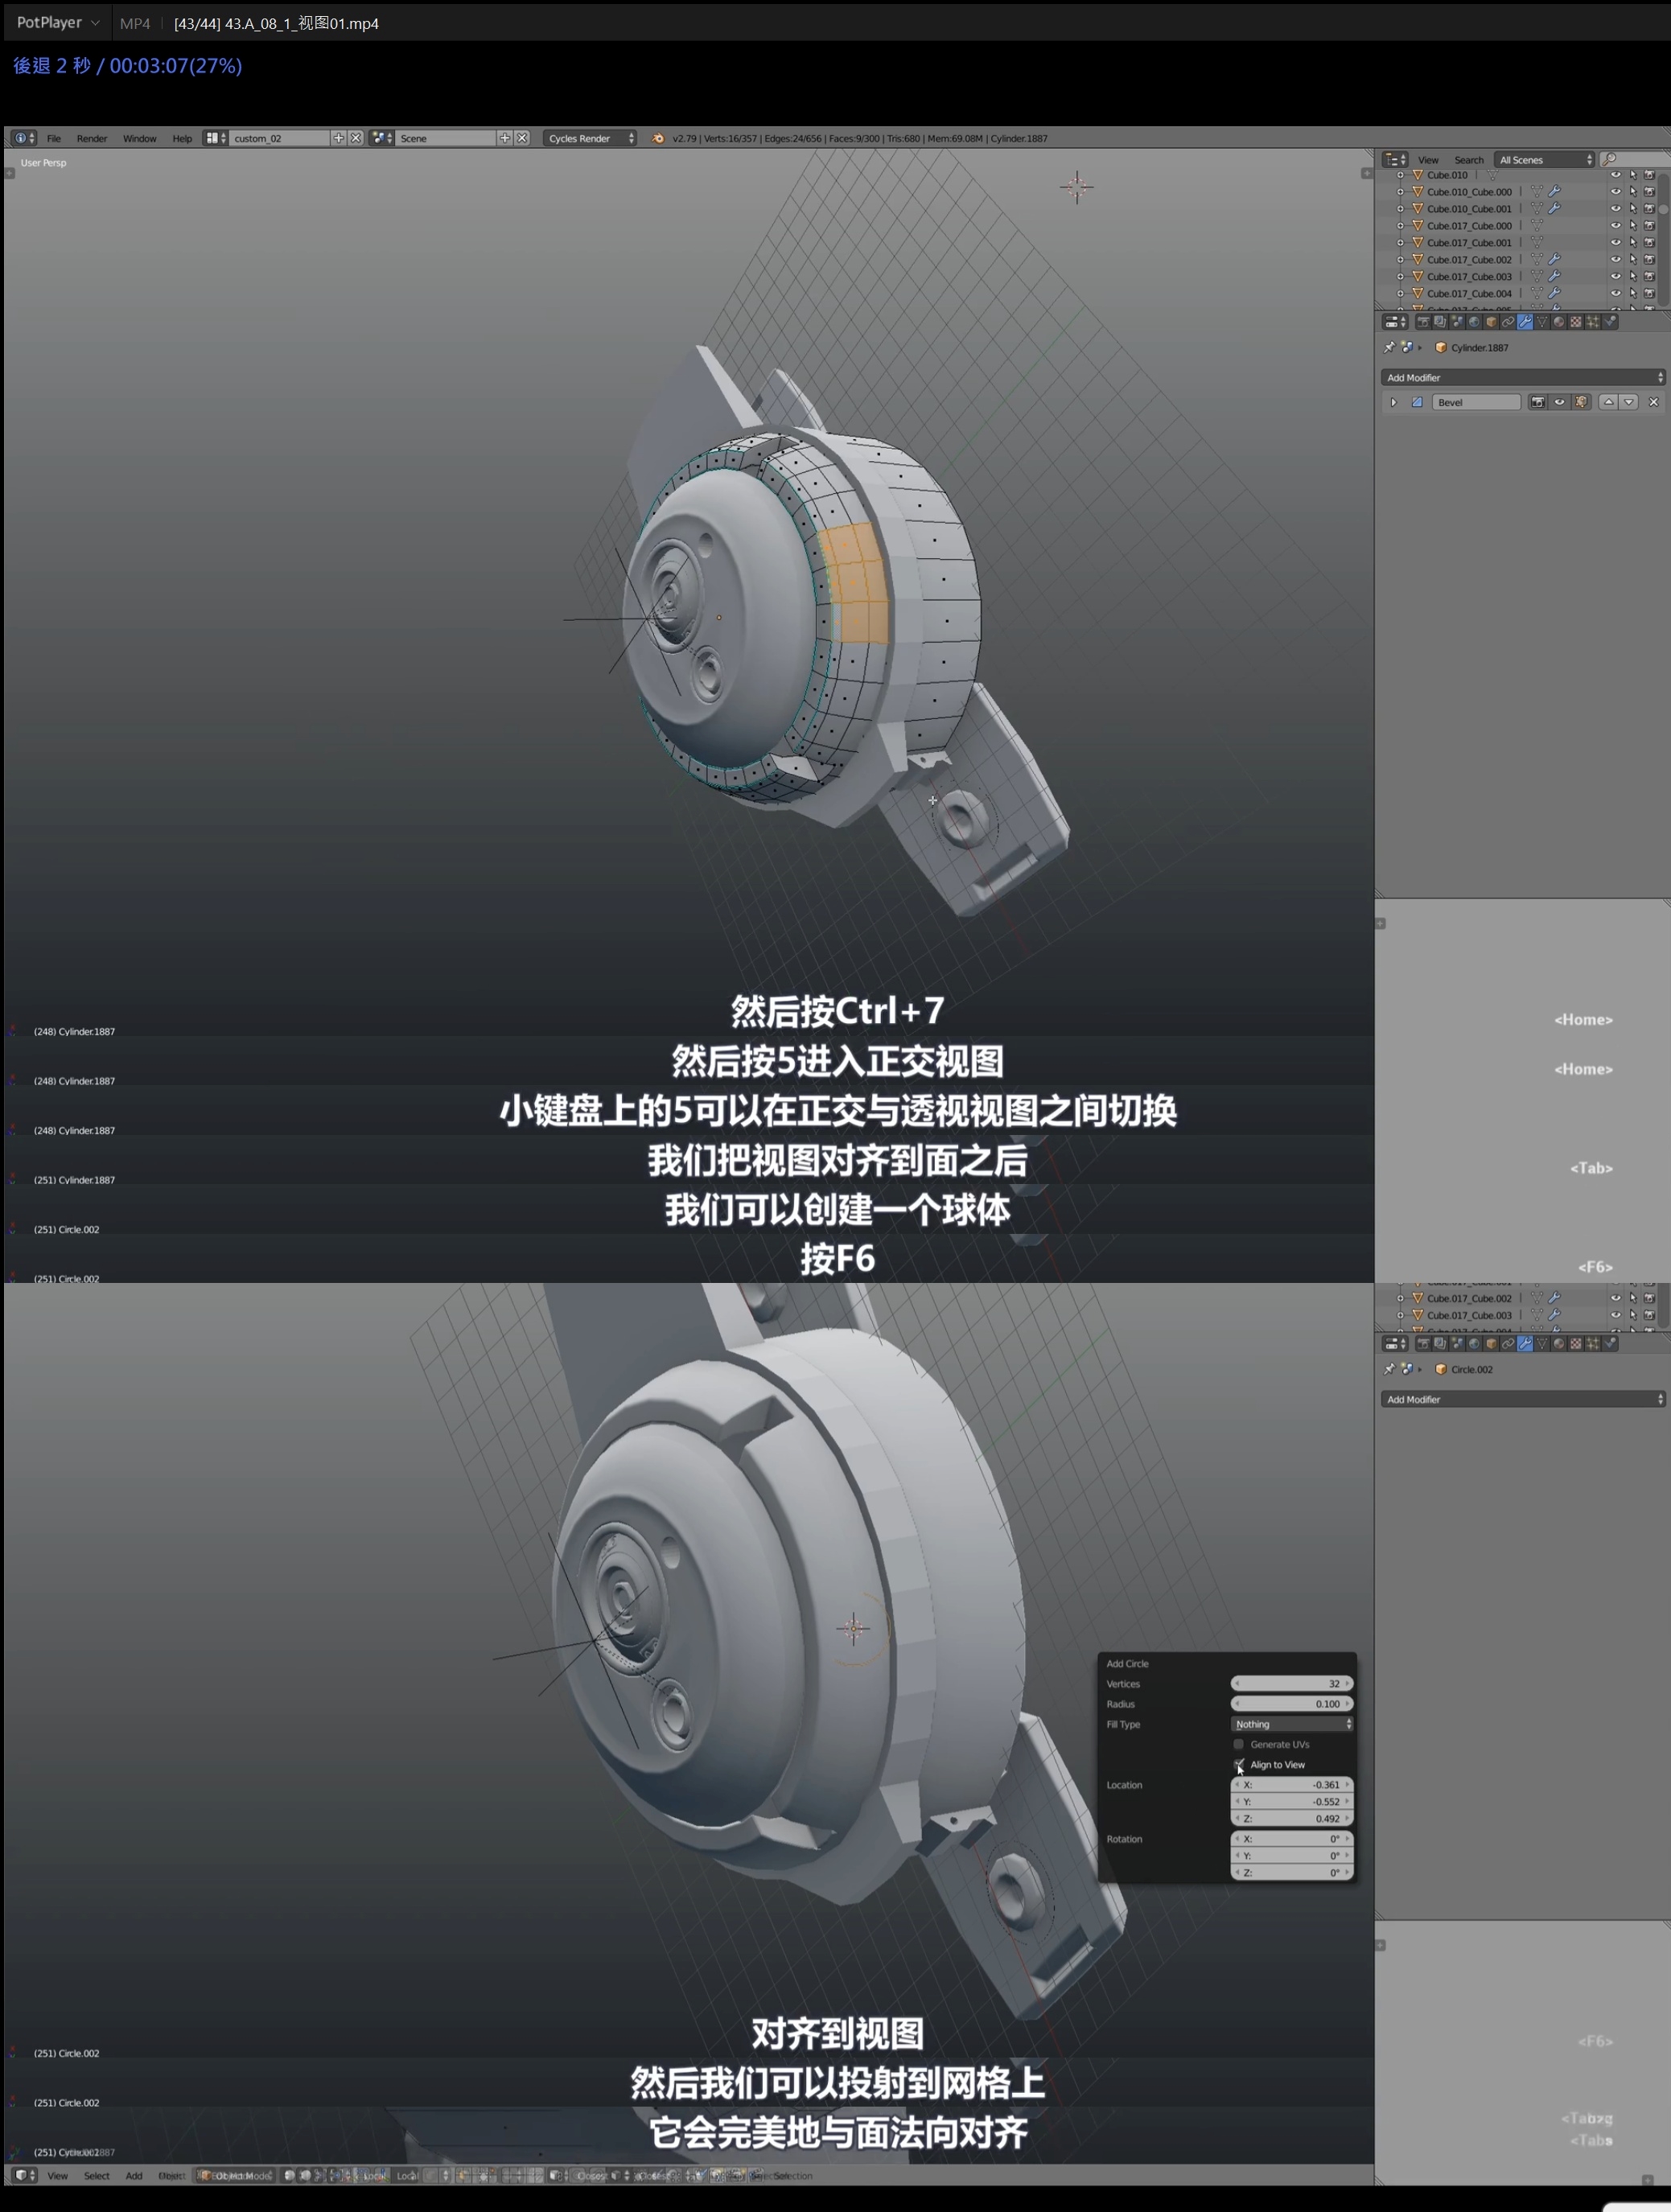 PotPlayer MP4 [43/44] 43.A_08_1_视图01.mp4
後退 2 秒 / 00:03:07(27%)
File Render Window Help custom_02 Scene Cycles Render v2.79 | Verts:16/357 | Edges:24/656 | Faces:9/300 | Tris:680 | Mem:69.08M | Cylinder.1887
User Persp
View Search All Scenes
Cube.010
Cube.010_Cube.000
Cube.010_Cube.001
Cube.017_Cube.000
Cube.017_Cube.001
Cube.017_Cube.002
Cube.017_Cube.003
Cube.017_Cube.004
Cylinder.1887
Add Modifier
Bevel
然后按Ctrl+7
<Home>
(248) Cylinder.1887
然后按5进入正交视图
<Home>
(248) Cylinder.1887
小键盘上的5可以在正交与透视视图之间切换
(248) Cylinder.1887
我们把视图对齐到面之后
<Tab>
(251) Cylinder.1887
我们可以创建一个球体
(251) Circle.002
按F6
<F6>
(251) Circle.002
Cube.017_Cube.002
Cube.017_Cube.003
Circle.002
Add Modifier
Add Circle
Vertices 32
Radius 0.100
Fill Type Nothing
Generate UVs
Align to View
Location X: -0.361
Y: -0.552
Z: 0.492
Rotation X: 0°
Y: 0°
Z: 0°
对齐到视图
<F6>
(251) Circle.002
然后我们可以投射到网格上
(251) Circle.002
它会完美地与面法向对齐
(251)
View Select Add Local Closest Selection